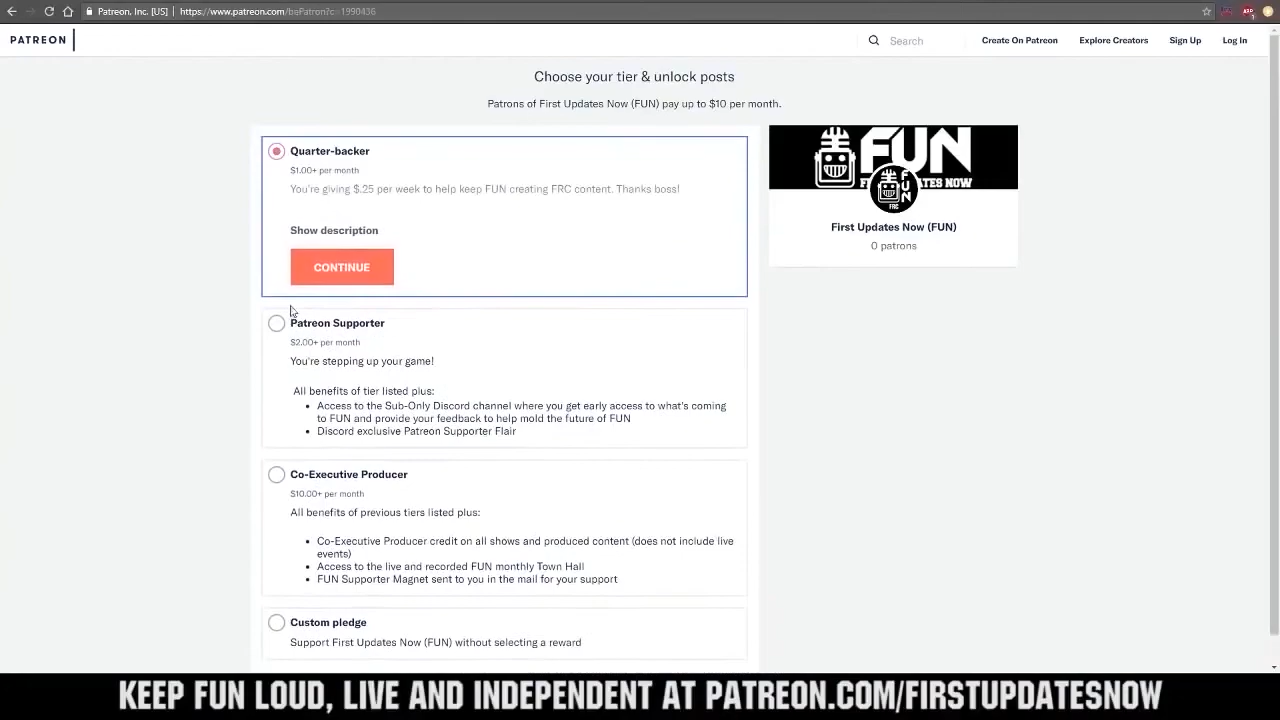 Patreon, Inc. [US] | https://www.patreon.com/bePatron?c=1990436
PATREON
Search
Create On Patreon
Explore Creators
Sign Up
Log In
Choose your tier & unlock posts
Patrons of First Updates Now (FUN) pay up to $10 per month.
Quarter-backer
$1.00+ per month
You're giving $.25 per week to help keep FUN creating FRC content. Thanks boss!
Show description
CONTINUE
Patreon Supporter
$2.00+ per month
You're stepping up your game!
All benefits of tier listed plus:
• Access to the Sub-Only Discord channel where you get early access to what's coming
to FUN and provide your feedback to help mold the future of FUN
• Discord exclusive Patreon Supporter Flair
Co-Executive Producer
$10.00+ per month
All benefits of previous tiers listed plus:
• Co-Executive Producer credit on all shows and produced content (does not include live
events)
• Access to the live and recorded FUN monthly Town Hall
• FUN Supporter Magnet sent to you in the mail for your support
Custom pledge
Support First Updates Now (FUN) without selecting a reward
FUN
ATES NOW
FUN
FRC
First Updates Now (FUN)
0 patrons
KEEP FUN LOUD, LIVE AND INDEPENDENT AT PATREON.COM/FIRSTUPDATESNOW